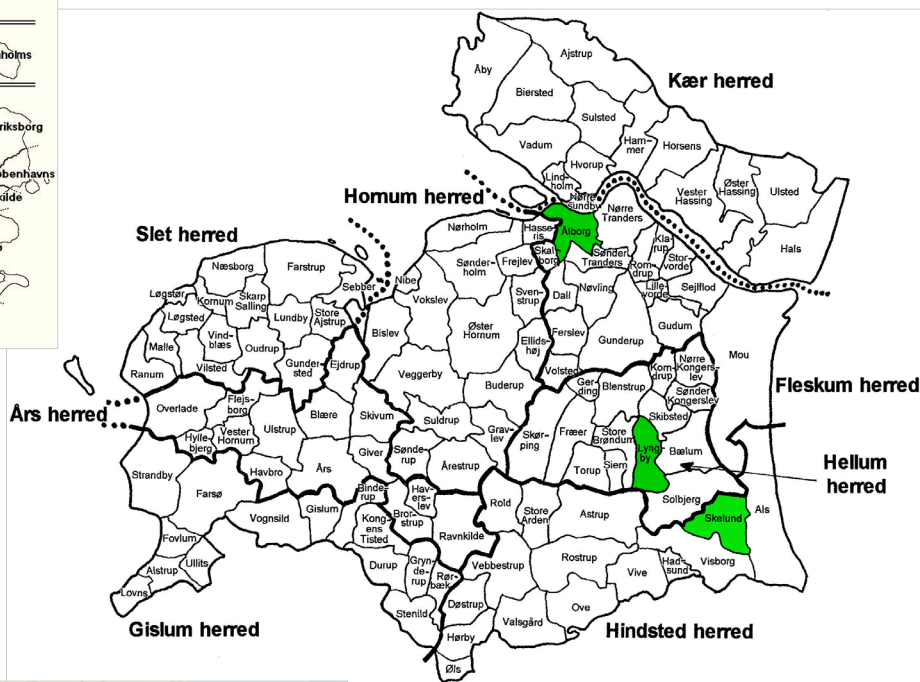 holms
riksborg
benhavns
kilde
Kær herred
Hornum herred
Slet herred
Års herred
Fleskum herred
Hellum
herred
Gislum herred
Hindsted herred
Åby
Ajstrup
Biersted
Sulsted
Vadum
Ham-
mer
Horsens
Hvorup
Lind-
holm
Nørre
sundby
Vester
Hassing
Øster
Hassing
Ulsted
Hals
Nørholm
Hasse-
ris
Ålborg
Nørre
Tranders
Skal-
borg
Sønder
Tranders
Kla-
rup
Stor-
vorde
Rom-
drup
Lille-
vorde
Sejlflod
Frejlev
Sønder-
holm
Nibe
Sven-
strup
Dall
Nøvling
Gudum
Mou
Næsborg
Farstrup
Sebber
Løgstør
Kornum
Skarp
Salling
Løgsted
Lundby
Store
Ajstrup
Malle
Vind-
blæs
Oudrup
Ranum
Vilsted
Gunder-
sted
Ejdrup
Bislev
Vokslev
Øster
Hornum
Ellids-
høj
Ferslev
Gunderup
Volsted
Veggerby
Buderup
Ger-
ding
Blenstrup
Kom-
drup
Nørre
Kongers-
lev
Sønder
Kongerslev
Skibsted
Overlade
Flejs-
borg
Blære
Skivum
Suldrup
Grav-
lev
Skør-
ping
Fræer
Store
Brøndum
Lyng-
by
Bælum
Hylle-
bjerg
Vester
Hornum
Ulstrup
Giver
Sønde-
rup
Årestrup
Torup
Siem
Solbjerg
Strandby
Farsø
Havbro
Års
Binde-
rup
Hav-
ers-
lev
Rold
Store
Arden
Astrup
Skelund
Als
Vognsild
Gislum
Kong-
ens
Tisted
Bror-
strup
Ravnkilde
Fovlum
Ullits
Alstrup
Lovns
Durup
Gryn-
de-
rup
Rør-
bæk
Vebbestrup
Rostrup
Vive
Had-
sund
Visborg
Stenild
Døstrup
Valsgård
Ove
Hørby
Øls